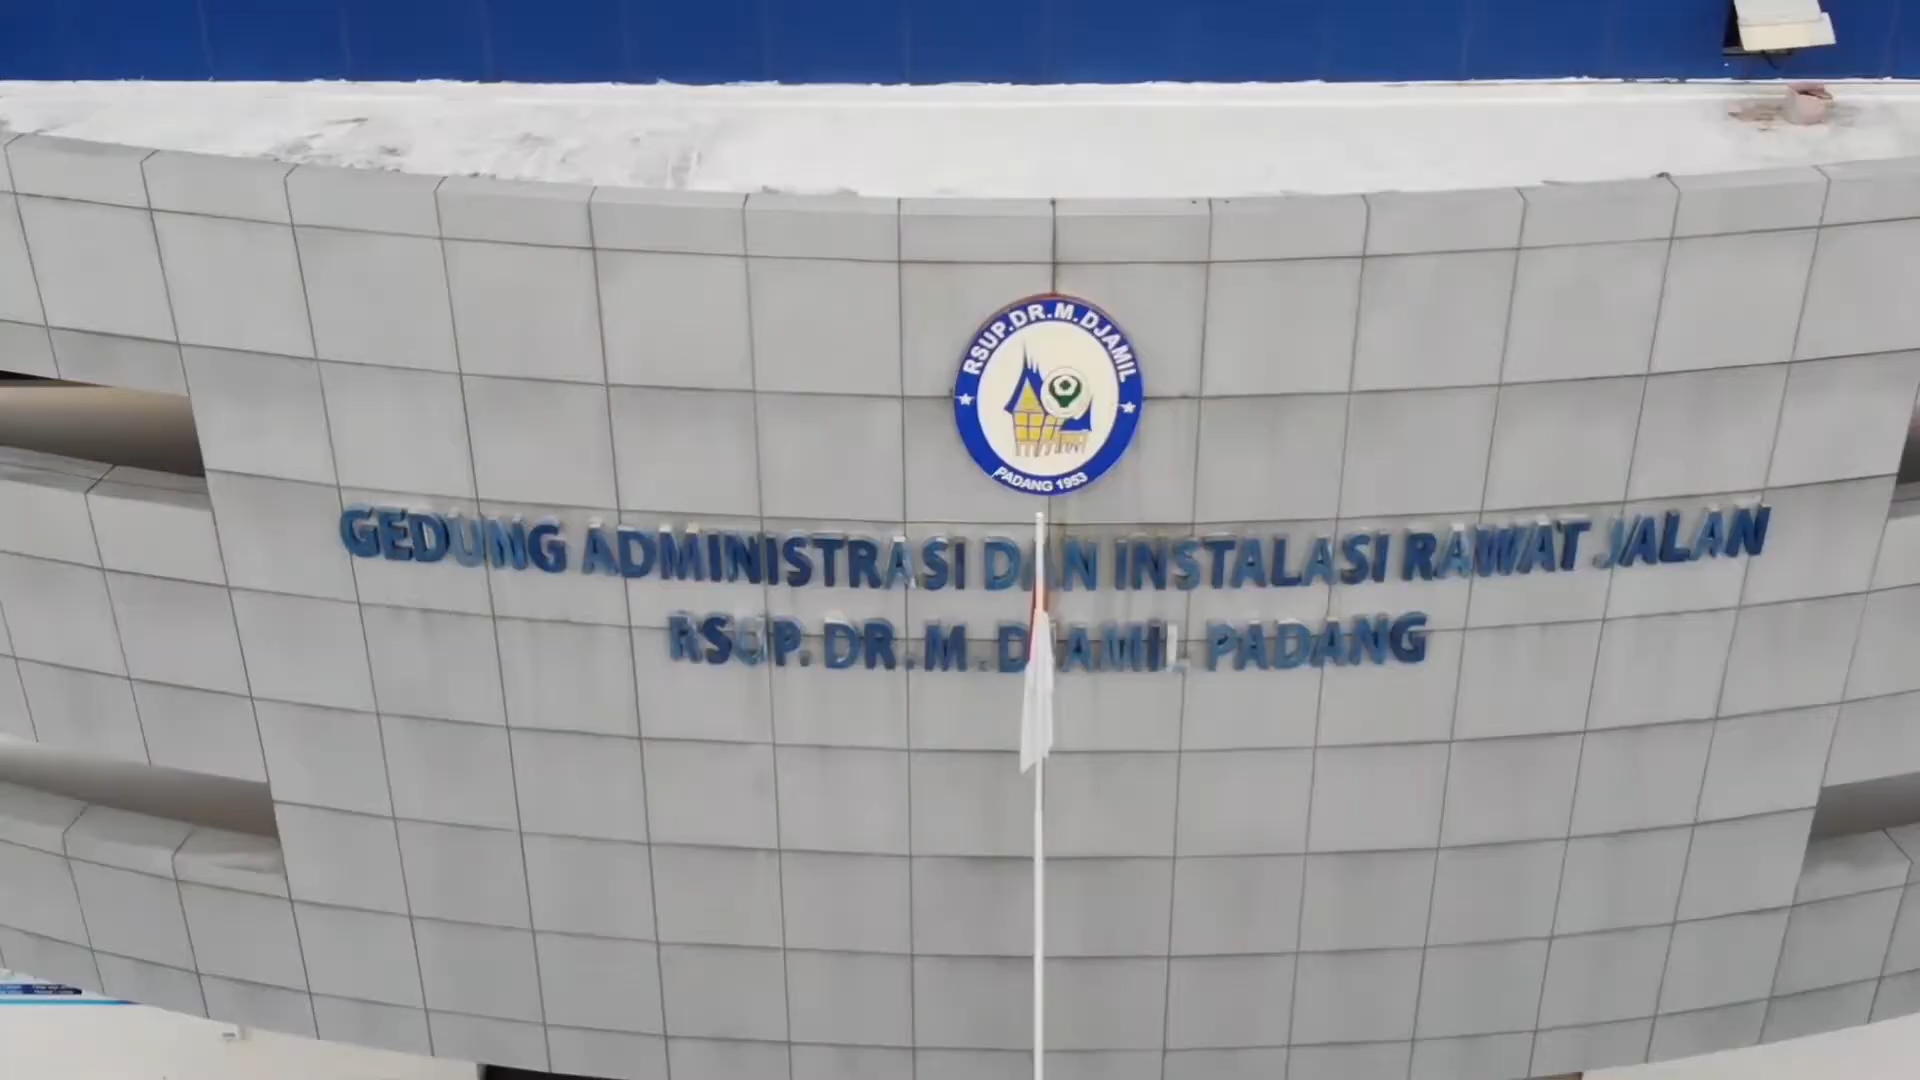 RSUP.DR.M.DJAMIL
PADANG 1953
GEDUNG ADMINISTRASI DAN INSTALASI RAWAT JALAN
RSUP. DR.M.DJAMIL PADANG